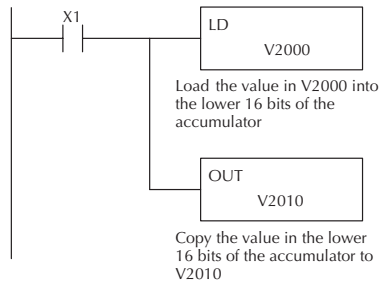 X1
LD
V2000
Load the value in V2000 into
the lower 16 bits of the
accumulator
OUT
V2010
Copy the value in the lower
16 bits of the accumulator to
V2010